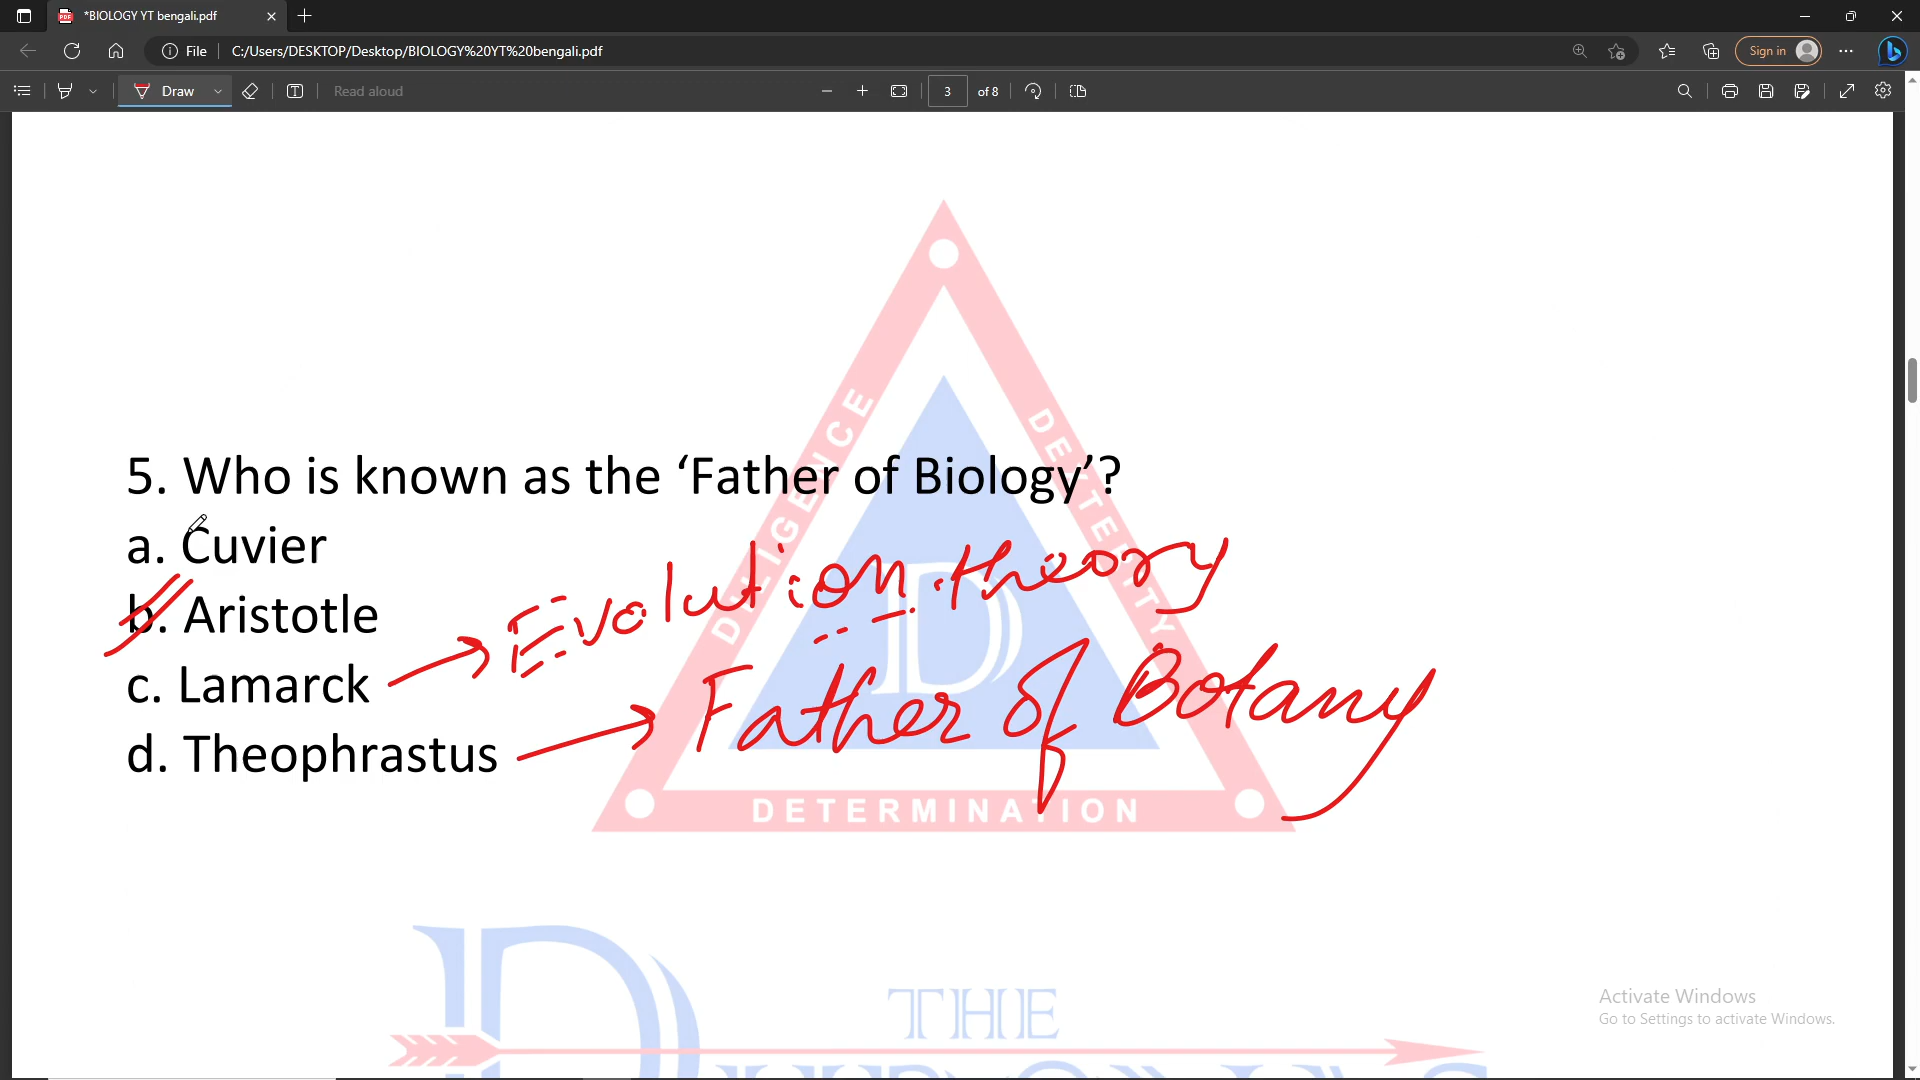 *BIOLOGY YT bengali.pdf
File C:/Users/DESKTOP/Desktop/BIOLOGY%20YT%20bengali.pdf
Sign in
Draw Read aloud 3 of 8
5. Who is known as the ‘Father of Biology’?
a. Cuvier
b. Aristotle
Evolution theory
c. Lamarck
Father of Botany
d. Theophrastus
DILIGENCE
DEXTERITY
D
DETERMINATION
THE
Activate Windows
Go to Settings to activate Windows.